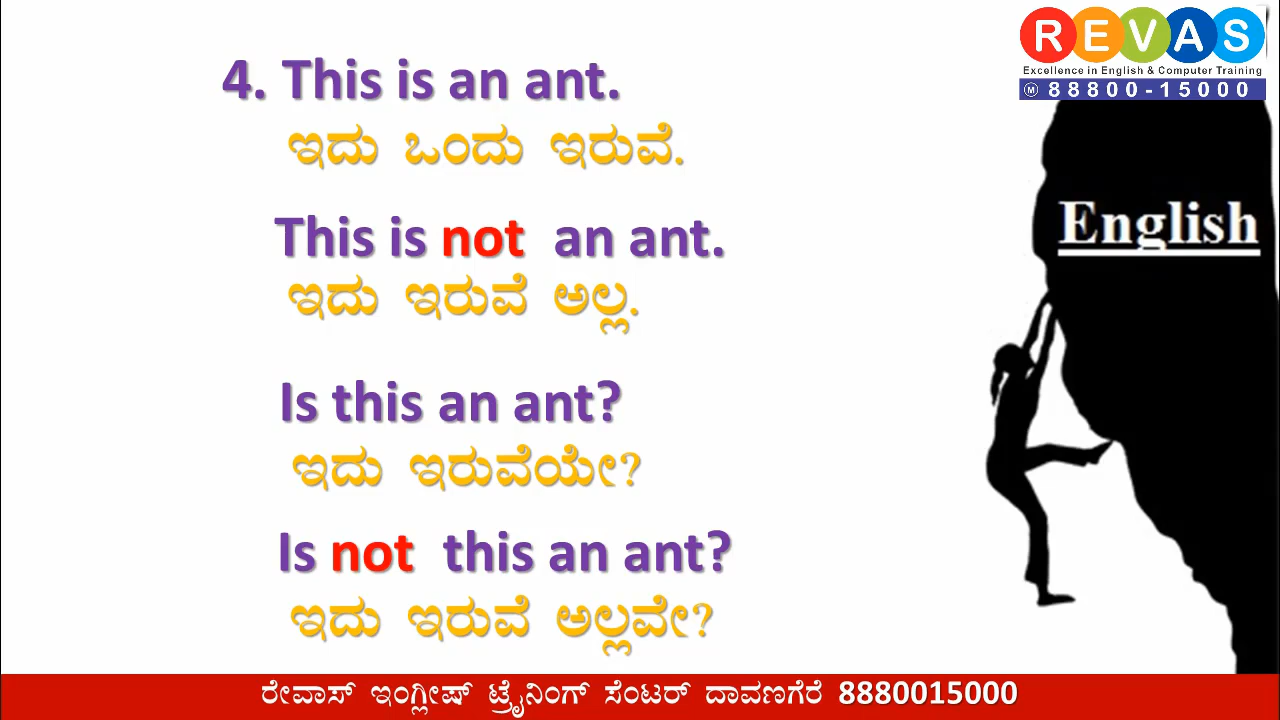 REVAS
Excellence in English & Computer Training
Ⓜ 88800-15000
4. This is an ant.
ಇದು ಒಂದು ಇರುವೆ.
This is not an ant.
ಇದು ಇರುವೆ ಅಲ್ಲ.
English
Is this an ant?
ಇದು ಇರುವೆಯೇ?
Is not this an ant?
ಇದು ಇರುವೆ ಅಲ್ಲವೇ?
ರೇವಾಸ್ ಇಂಗ್ಲೀಷ್ ಟ್ರೈನಿಂಗ್ ಸೆಂಟರ್ ದಾವಣಗೆರೆ 8880015000